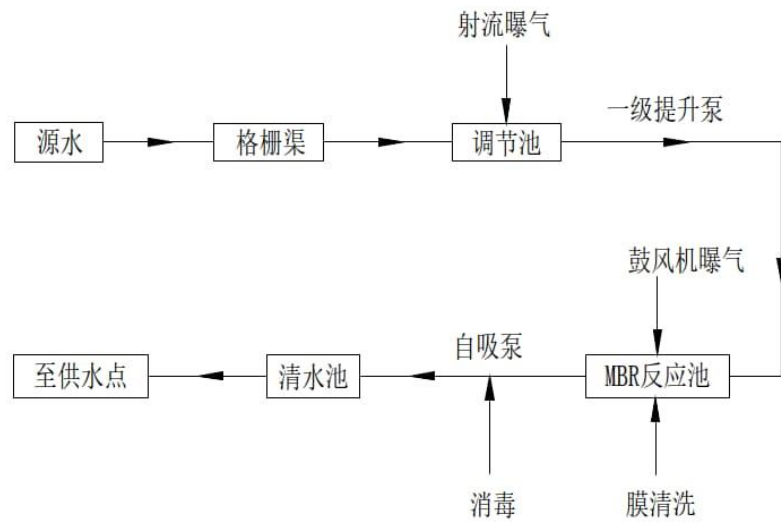 射流曝气
一级提升泵
源水
格栅渠
调节池
鼓风机曝气
自吸泵
至供水点
清水池
MBR反应池
消毒
膜清洗